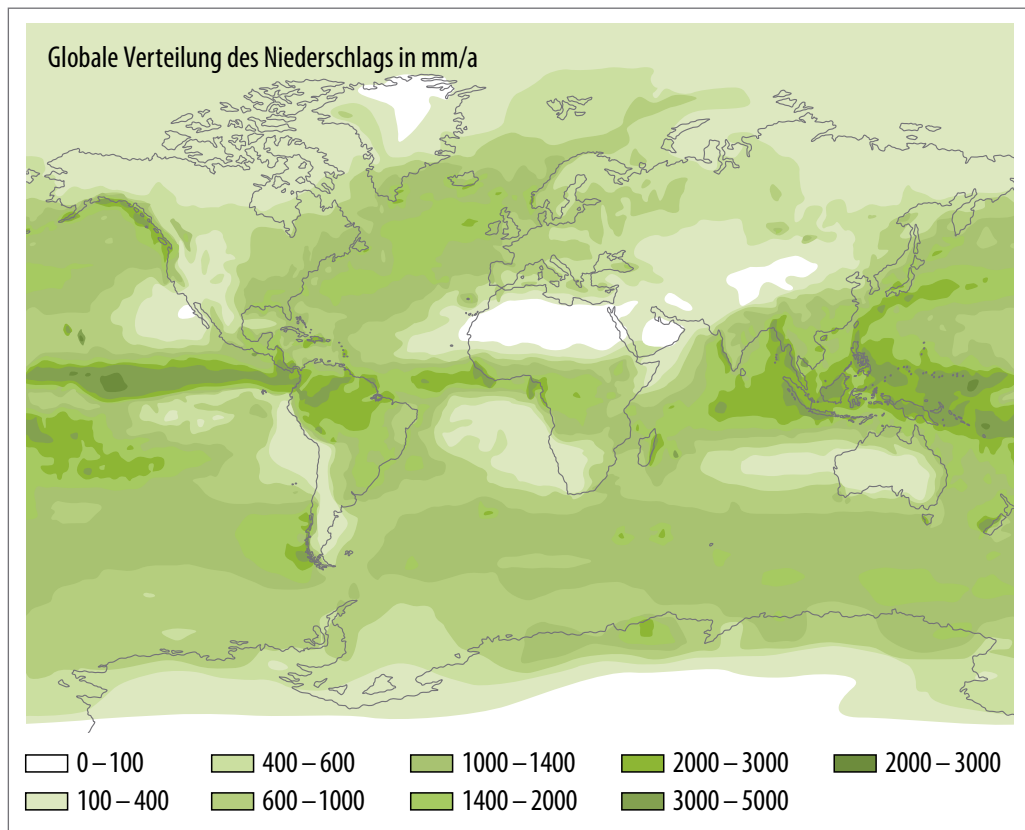 Globale Verteilung des Niederschlags in mm/a
0 – 100
400 – 600
1000 – 1400
2000 – 3000
2000 – 3000
100 – 400
600 – 1000
1400 – 2000
3000 – 5000